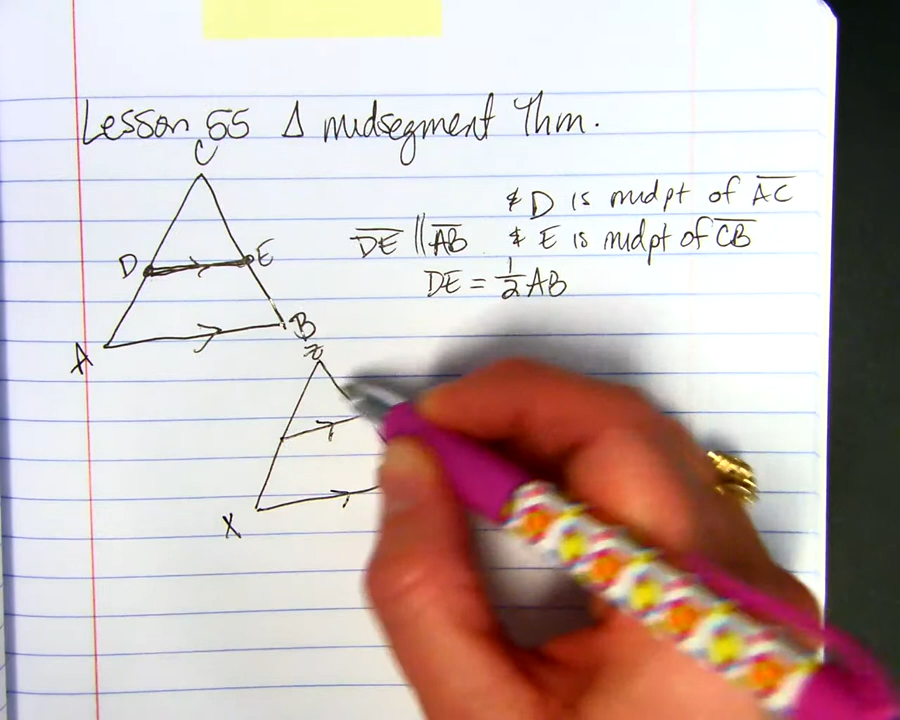 Lesson 55 Δ midsegment Thm.
C
& D is midpt of AC
DE || AB & E is midpt of CB
D E
DE = 1/2 AB
A B
Z
X